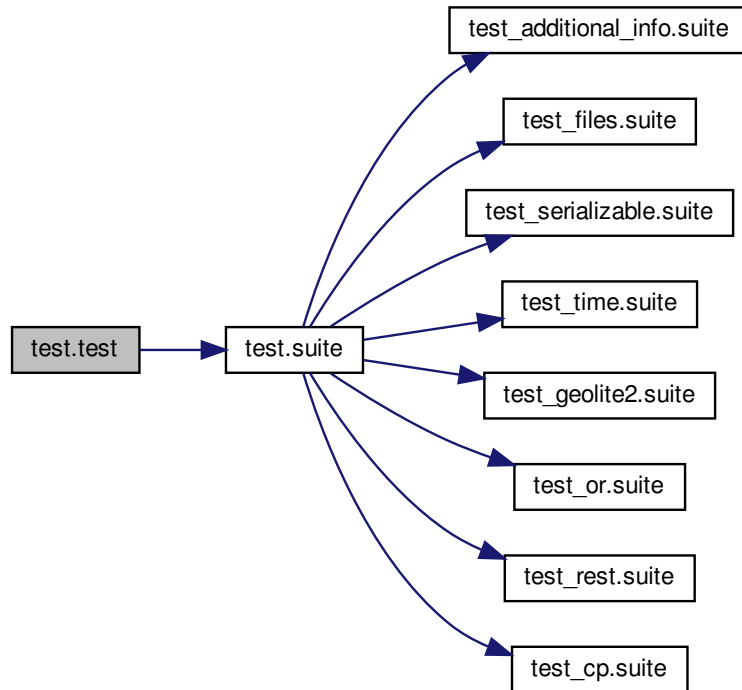 test_additional_info.suite
test_files.suite
test_serializable.suite
test_time.suite
test.test
test.suite
test_geolite2.suite
test_or.suite
test_rest.suite
test_cp.suite